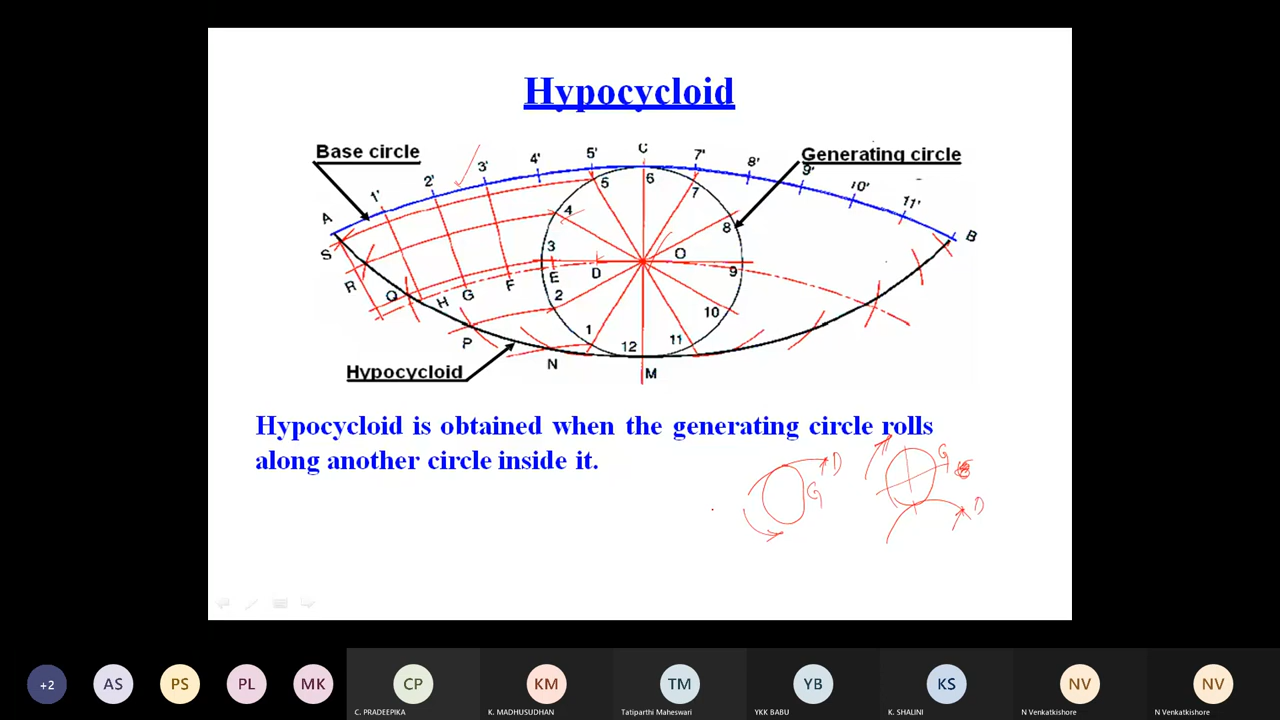 Hypocycloid
Base circle
Generating circle
1' 2' 3' 4' 5' C 7' 8' 9' 10' 11'
A S R Q H G F E D O B
1 2 3 4 5 6 7 8 9 10 11 12
P N M
Hypocycloid
Hypocycloid is obtained when the generating circle rolls
along another circle inside it.
D G
G D
+2 AS PS PL MK CP KM TM YB KS NV NV
C. PRADEEPIKA K. MADHUSUDHAN Tatiparthi Maheswari YKK BABU K. SHALINI N Venkatkishore N Venkatkishore